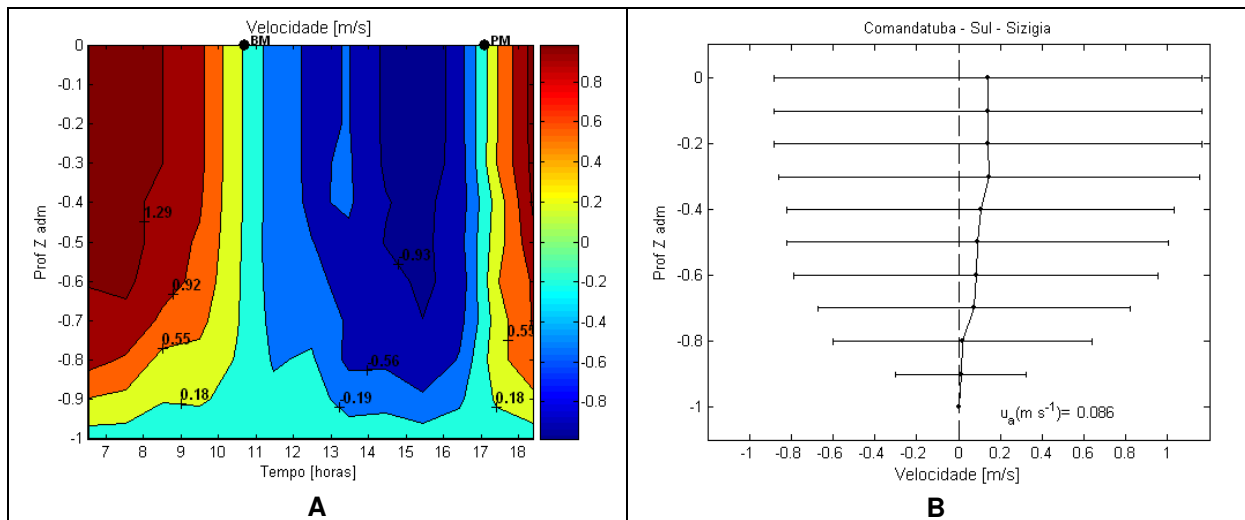 Velocidade [m/s]
BM
PM
0
-0.1
-0.2
-0.3
-0.4
-0.5
-0.6
-0.7
-0.8
-0.9
-1
Prof Z adm
1.29
0.92
0.55
0.18
-0.93
-0.56
-0.19
0.55
0.18
7 8 9 10 11 12 13 14 15 16 17 18
Tempo [horas]
0.8
0.6
0.4
0.2
0
-0.2
-0.4
-0.6
-0.8
A
Comandatuba - Sul - Sizigia
0
-0.2
-0.4
-0.6
-0.8
-1
Prof Z adm
u_a(m s⁻¹)= 0.086
-1 -0.8 -0.6 -0.4 -0.2 0 0.2 0.4 0.6 0.8 1
Velocidade [m/s]
B